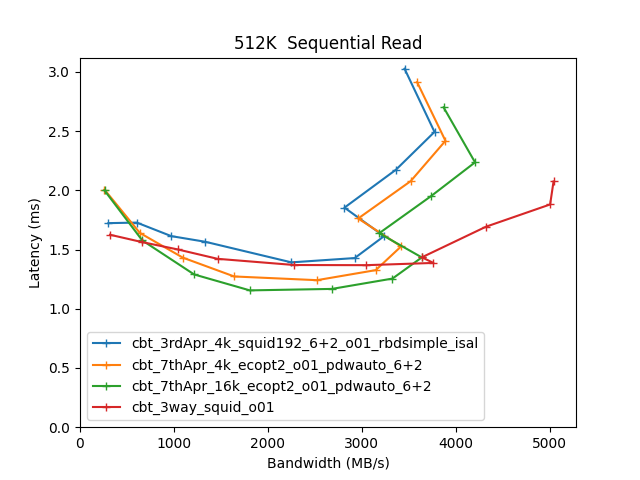 512K  Sequential Read
3.0
2.5
2.0
1.5
1.0
0.5
0.0
Latency (ms)
cbt_3rdApr_4k_squid192_6+2_o01_rbdsimple_isal
cbt_7thApr_4k_ecopt2_o01_pdwauto_6+2
cbt_7thApr_16k_ecopt2_o01_pdwauto_6+2
cbt_3way_squid_o01
0 1000 2000 3000 4000 5000
Bandwidth (MB/s)